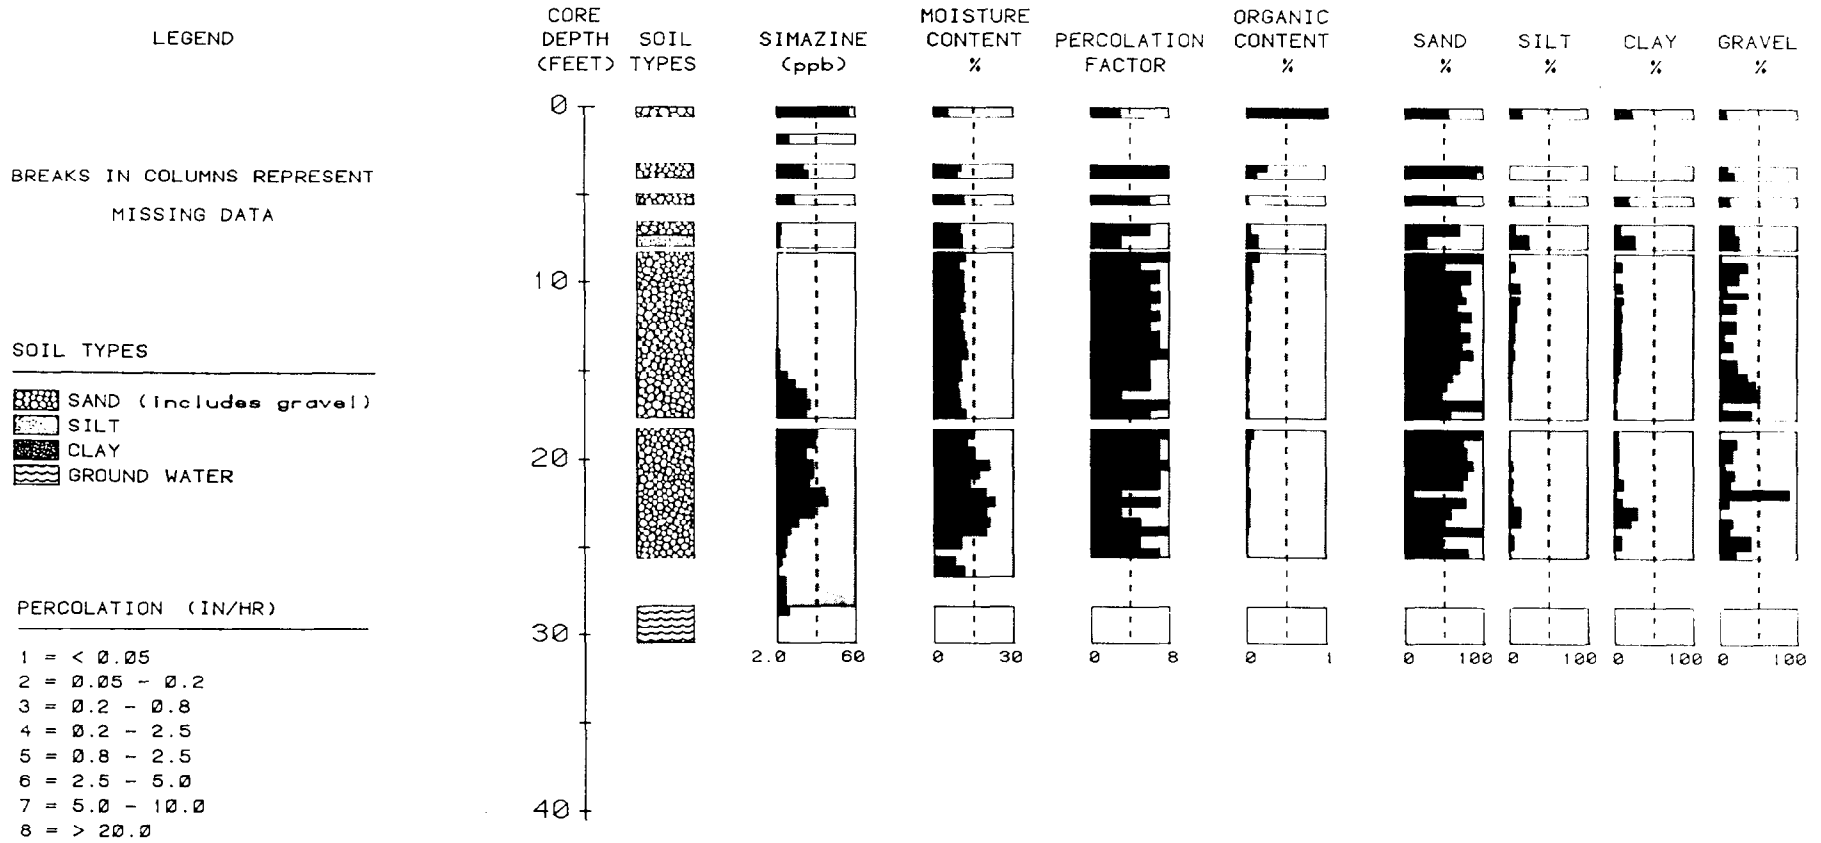 LEGEND
BREAKS IN COLUMNS REPRESENT
MISSING DATA
SOIL TYPES
SAND (includes gravel)
SILT
CLAY
GROUND WATER
PERCOLATION (IN/HR)
1 = < 0.05
2 = 0.05 - 0.2
3 = 0.2 - 0.8
4 = 0.2 - 2.5
5 = 0.8 - 2.5
6 = 2.5 - 5.0
7 = 5.0 - 10.0
8 = > 20.0
CORE
DEPTH
(FEET)
0
10
20
30
40
SOIL
TYPES
SIMAZINE
(ppb)
2.0 60
MOISTURE
CONTENT
%
0 30
PERCOLATION
FACTOR
0 8
ORGANIC
CONTENT
%
0 1
SAND
%
0 100
SILT
%
0 100
CLAY
%
0 100
GRAVEL
%
0 100